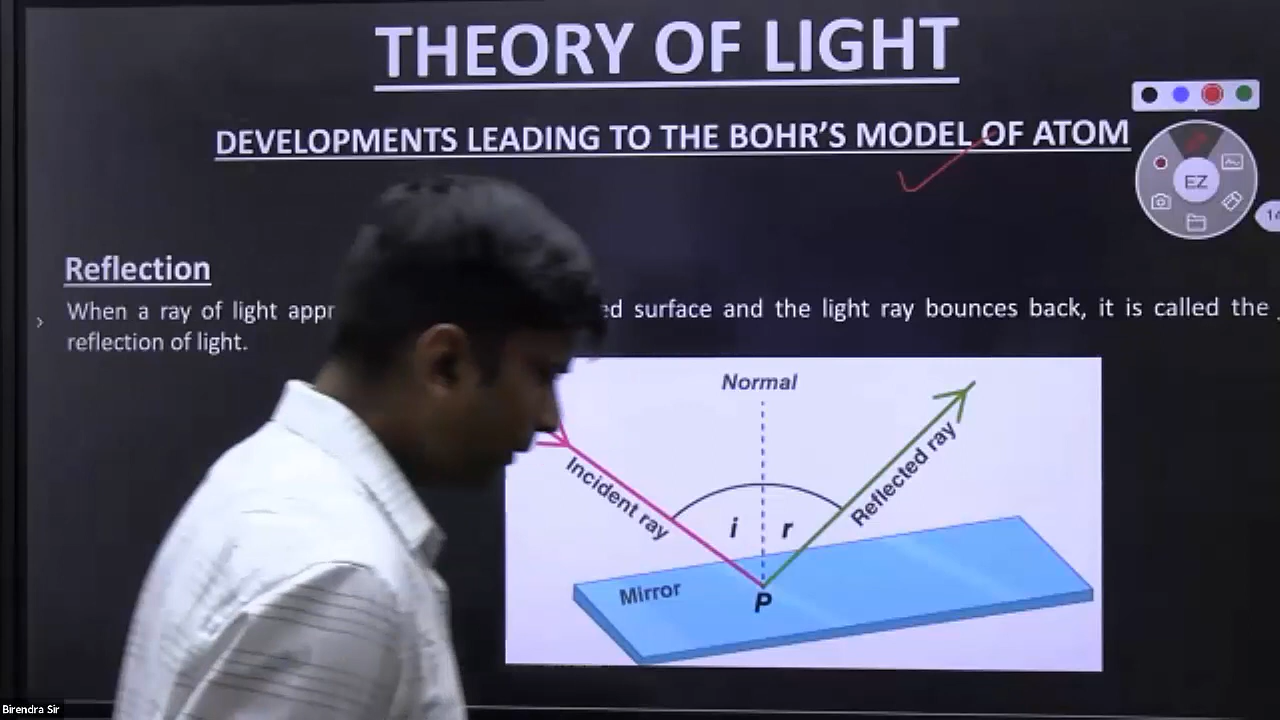 THEORY OF LIGHT
DEVELOPMENTS LEADING TO THE BOHR'S MODEL OF ATOM
EZ
Reflection
When a ray of light surface and the light ray bounces back, it is called the
reflection of light.
Normal
Incident ray
Reflected ray
i r
Mirror
P
Birendra Sir